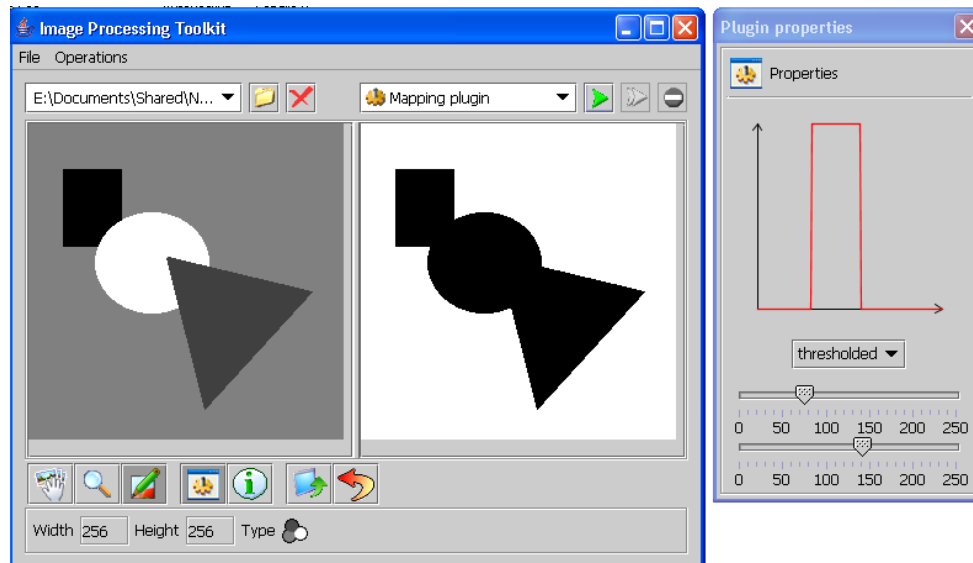 Image Processing Toolkit
File Operations
E:\Documents\Shared\N...
Mapping plugin
Width 256 Height 256 Type
Plugin properties
Properties
thresholded
0 50 100 150 200 250
0 50 100 150 200 250